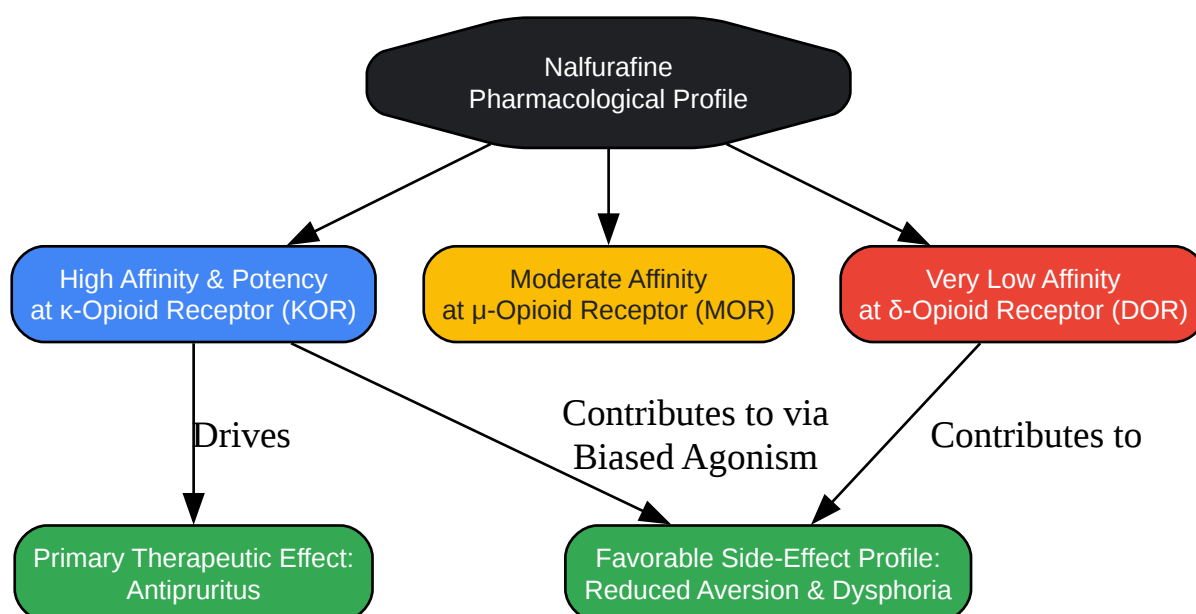 Nalfurafine
Pharmacological Profile
High Affinity & Potency
at κ-Opioid Receptor (KOR)
Moderate Affinity
at μ-Opioid Receptor (MOR)
Very Low Affinity
at δ-Opioid Receptor (DOR)
Drives
Contributes to via
Biased Agonism
Contributes to
Primary Therapeutic Effect:
Antipruritus
Favorable Side-Effect Profile:
Reduced Aversion & Dysphoria